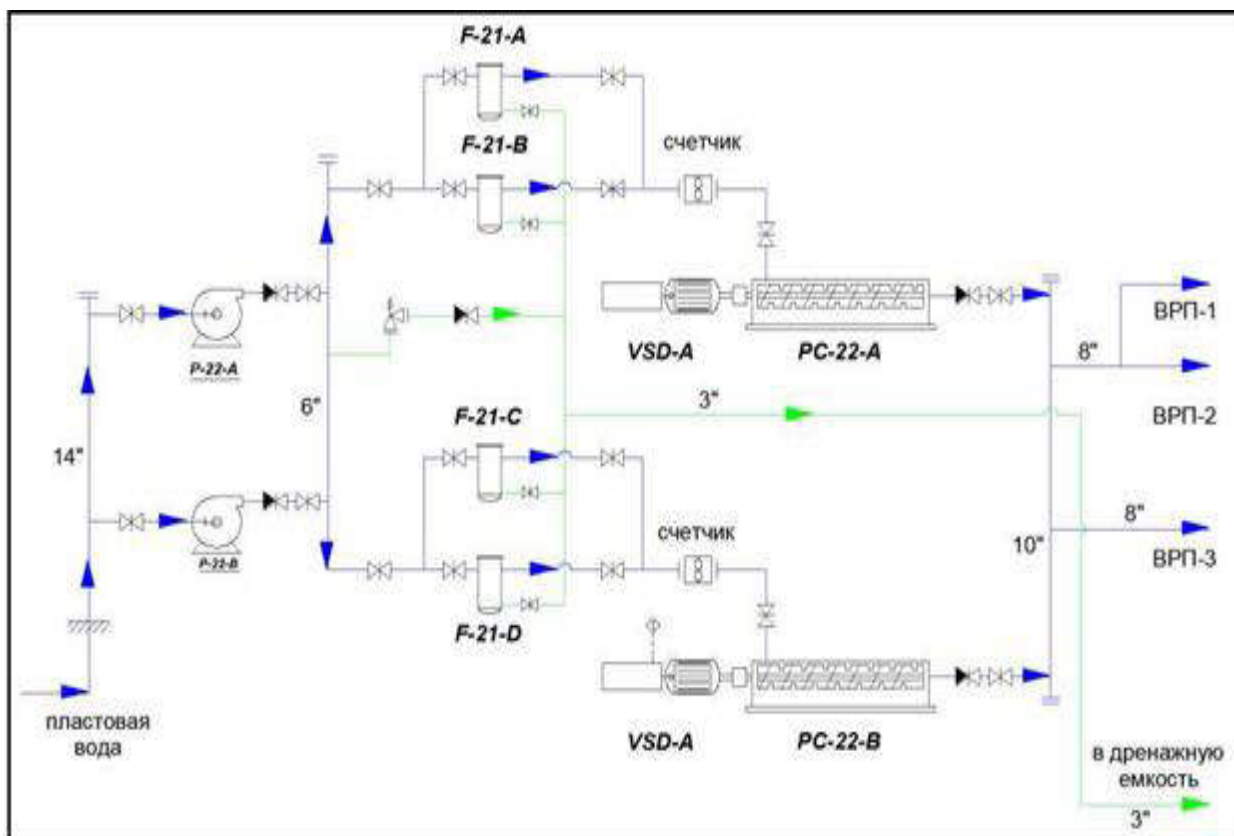 F-21-A
F-21-B
счетчик
P-22-A
VSD-A
PC-22-A
ВРП-1
8"
ВРП-2
6"
F-21-C
3"
14"
P-22-B
счетчик
8"
10"
ВРП-3
F-21-D
пластовая
вода
VSD-A
PC-22-B
в дренажную
емкость
3"